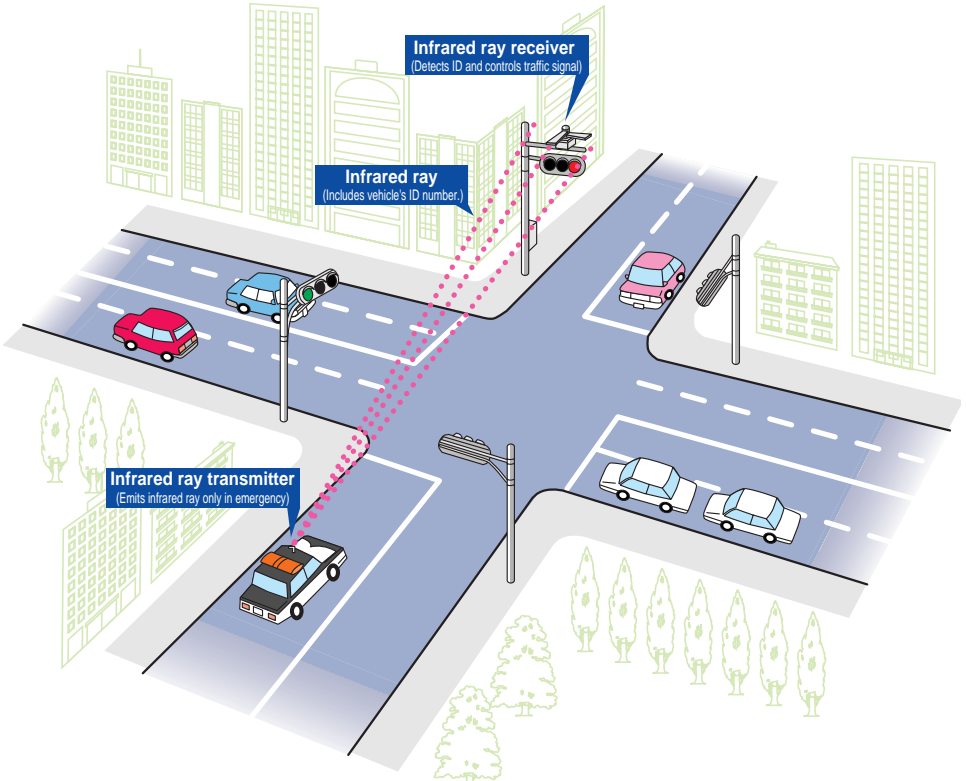 Infrared ray receiver
(Detects ID and controls traffic signal)
Infrared ray
(Includes vehicle's ID number.)
Infrared ray transmitter
(Emits infrared ray only in emergency)